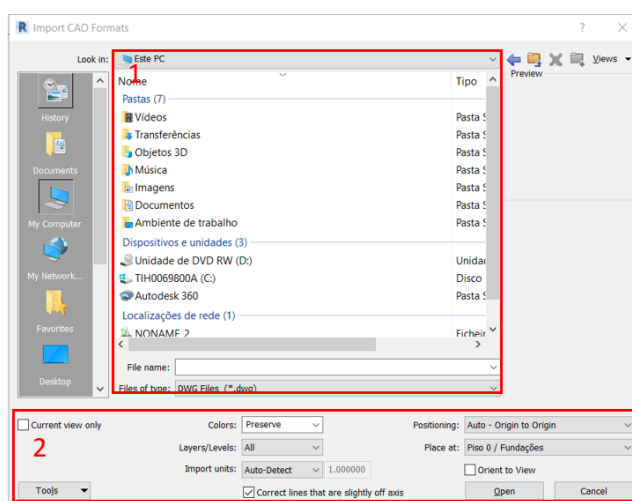 Import CAD Formats
Look in: Este PC Views
1
Nome Tipo Preview
Pastas (7)
History
Vídeos Pasta S
Transferências Pasta S
Objetos 3D Pasta S
Documents
Música Pasta S
Imagens Pasta S
Documentos Pasta S
My Computer
Ambiente de trabalho Pasta S
Dispositivos e unidades (3)
Unidade de DVD RW (D:) Unidad
My Network...
TIH0069800A (C:) Disco
Autodesk 360 Pasta S
Favorites
Localizações de rede (1)
NONAME_2 Ficheir
File name:
Desktop
Files of type: DWG Files (*.dwg)
Current view only Colors: Preserve Positioning: Auto - Origin to Origin
2
Layers/Levels: All Place at: Piso 0 / Fundações
Import units: Auto-Detect 1.000000 Orient to View
Tools Correct lines that are slightly off axis Open Cancel